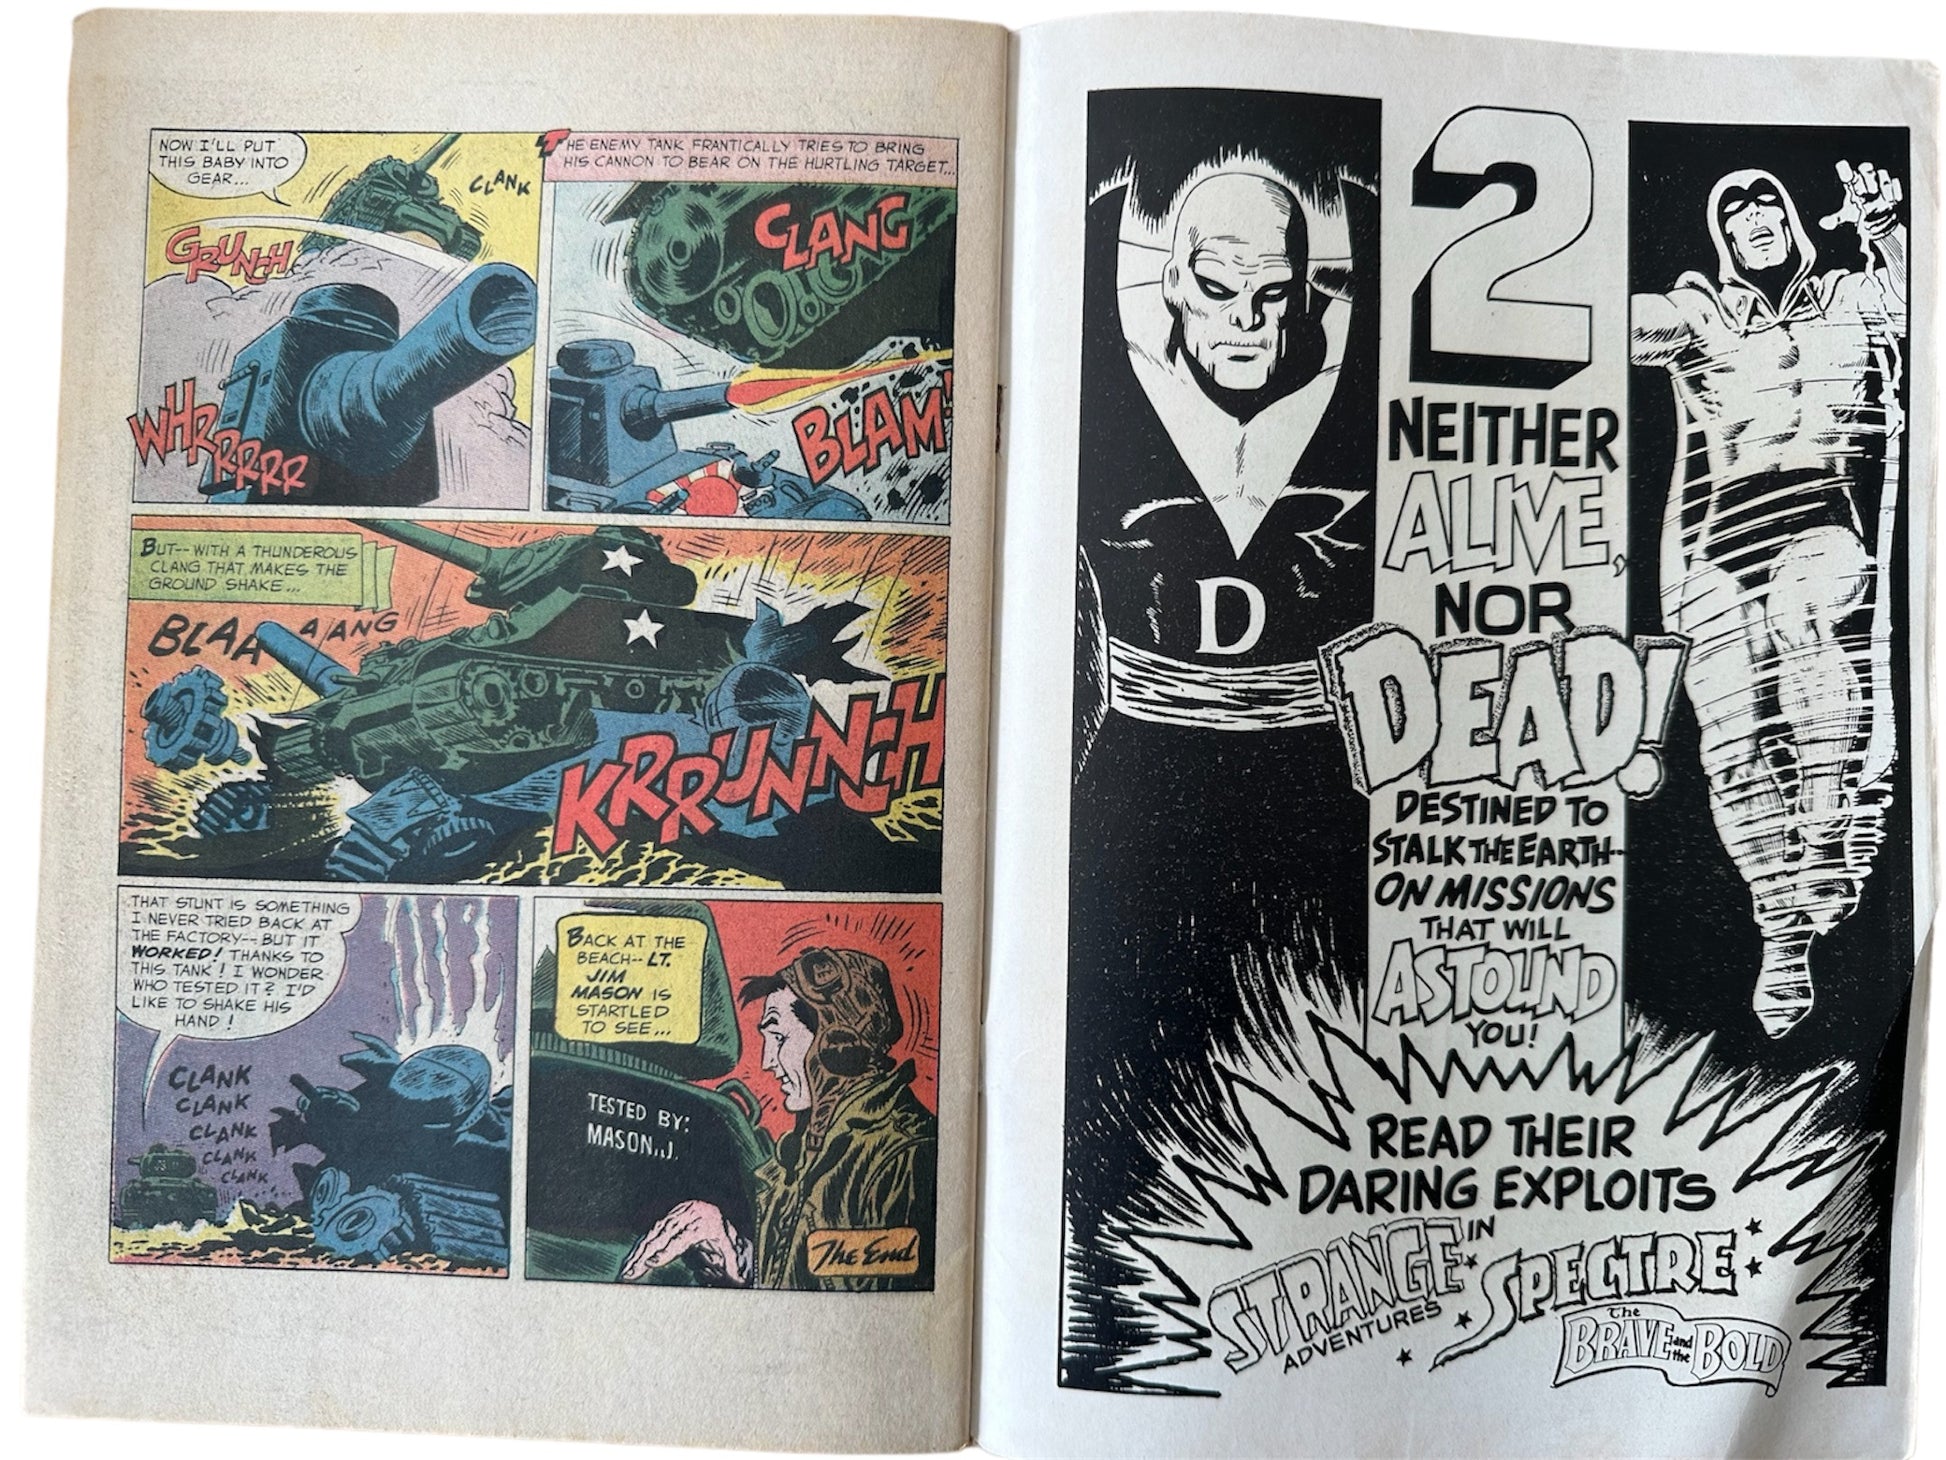 NOW I'LL PUT
THIS BABY INTO
GEAR...
CLANK
GRUNCH
WHRRRRRR
THE ENEMY TANK FRANTICALLY TRIES TO BRING
HIS CANNON TO BEAR ON THE HURTLING TARGET...
CLANG
BLAM!
BUT--WITH A THUNDEROUS
CLANG THAT MAKES THE
GROUND SHAKE...
BLAA A/ANG
KRRRUNNCH
THAT STUNT IS SOMETHING
I NEVER TRIED BACK AT
THE FACTORY--BUT IT
WORKED! THANKS TO
THIS TANK! I WONDER
WHO TESTED IT? I'D
LIKE TO SHAKE HIS
HAND!
CLANK
CLANK
CLANK
CLANK
CLANK......
BACK AT THE
BEACH--LT.
JIM
MASON IS
STARTLED
TO SEE...
TESTED BY:
MASON, J.
The End
2
NEITHER
ALIVE,
NOR
DEAD!
DESTINED TO
STALK THE EARTH--
ON MISSIONS
THAT WILL
ASTOUND
YOU!
D
READ THEIR
DARING EXPLOITS
IN
STRANGE
ADVENTURES
SPECTRE
The
BRAVE and the BOLD